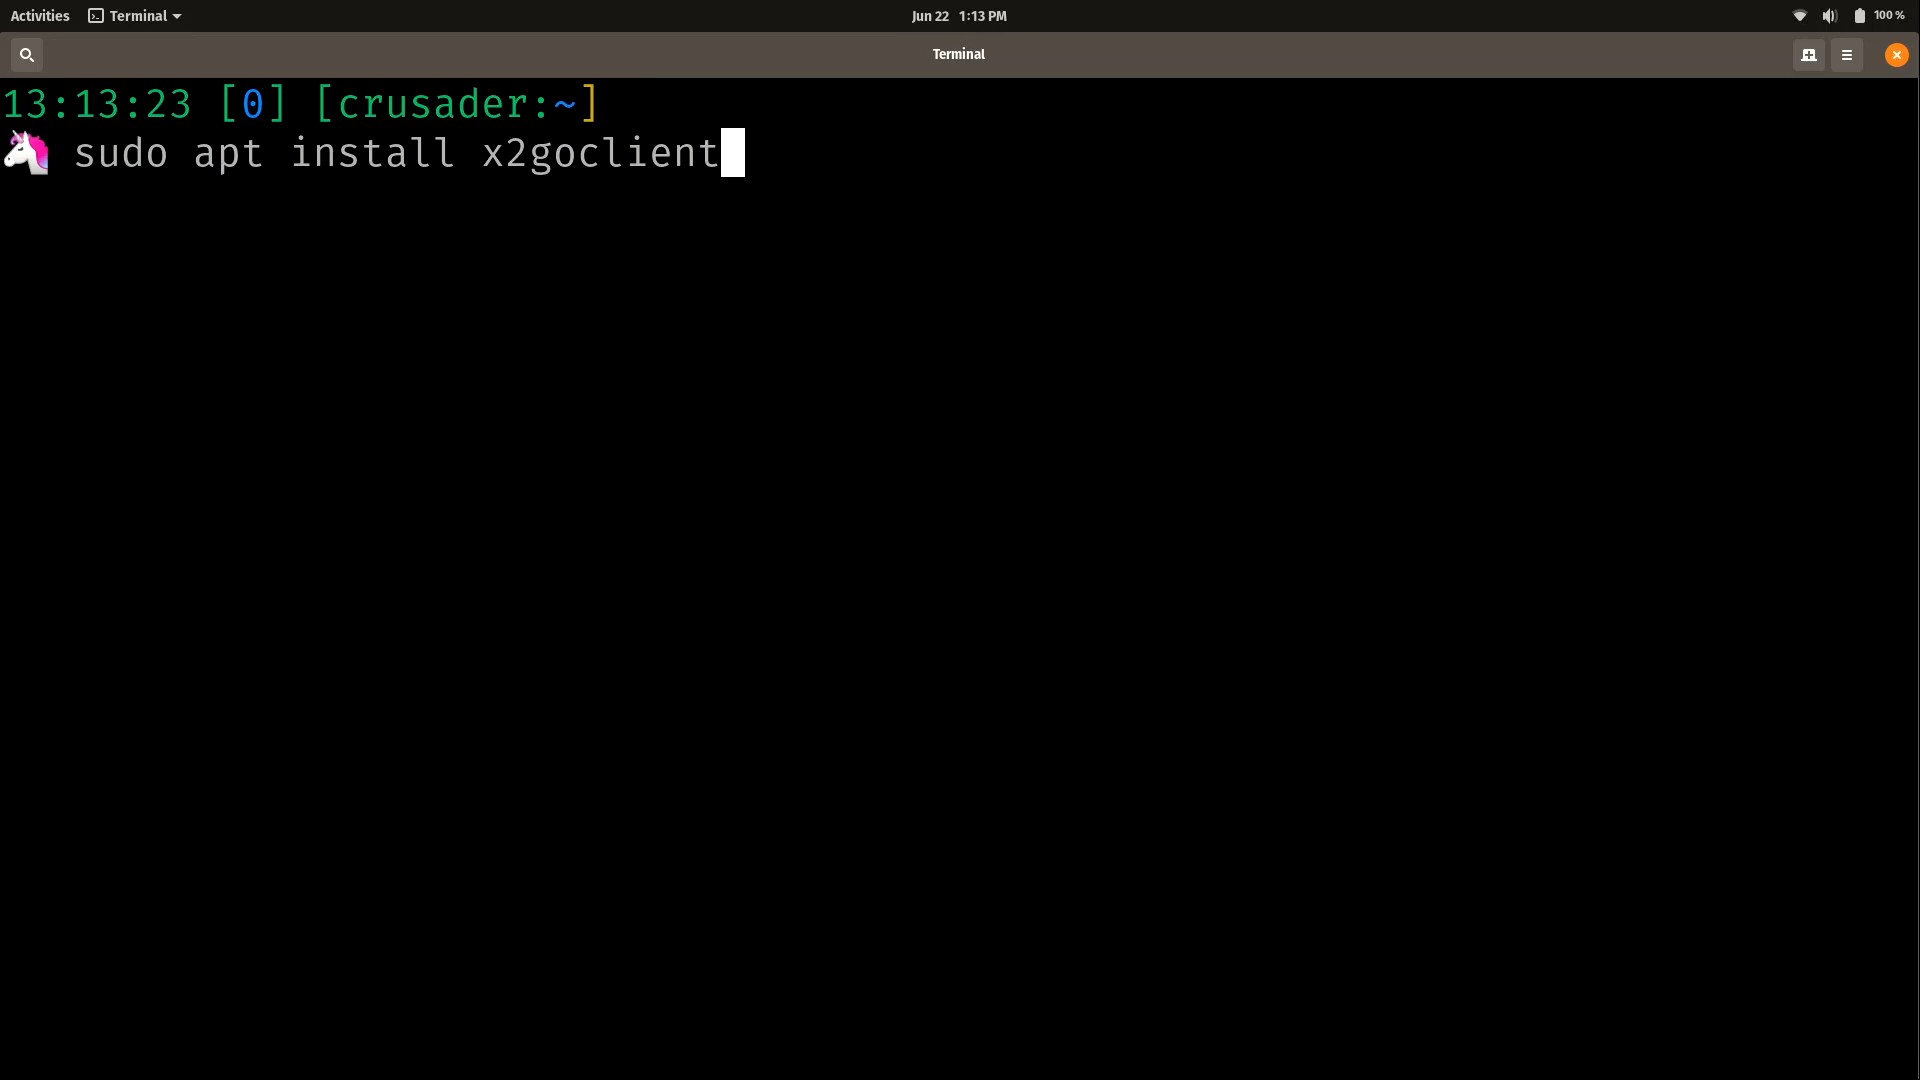 Activities Terminal Jun 22 1:13 PM 100 %
Terminal
13:13:23 [0] [crusader:~]
🦄 sudo apt install x2goclient